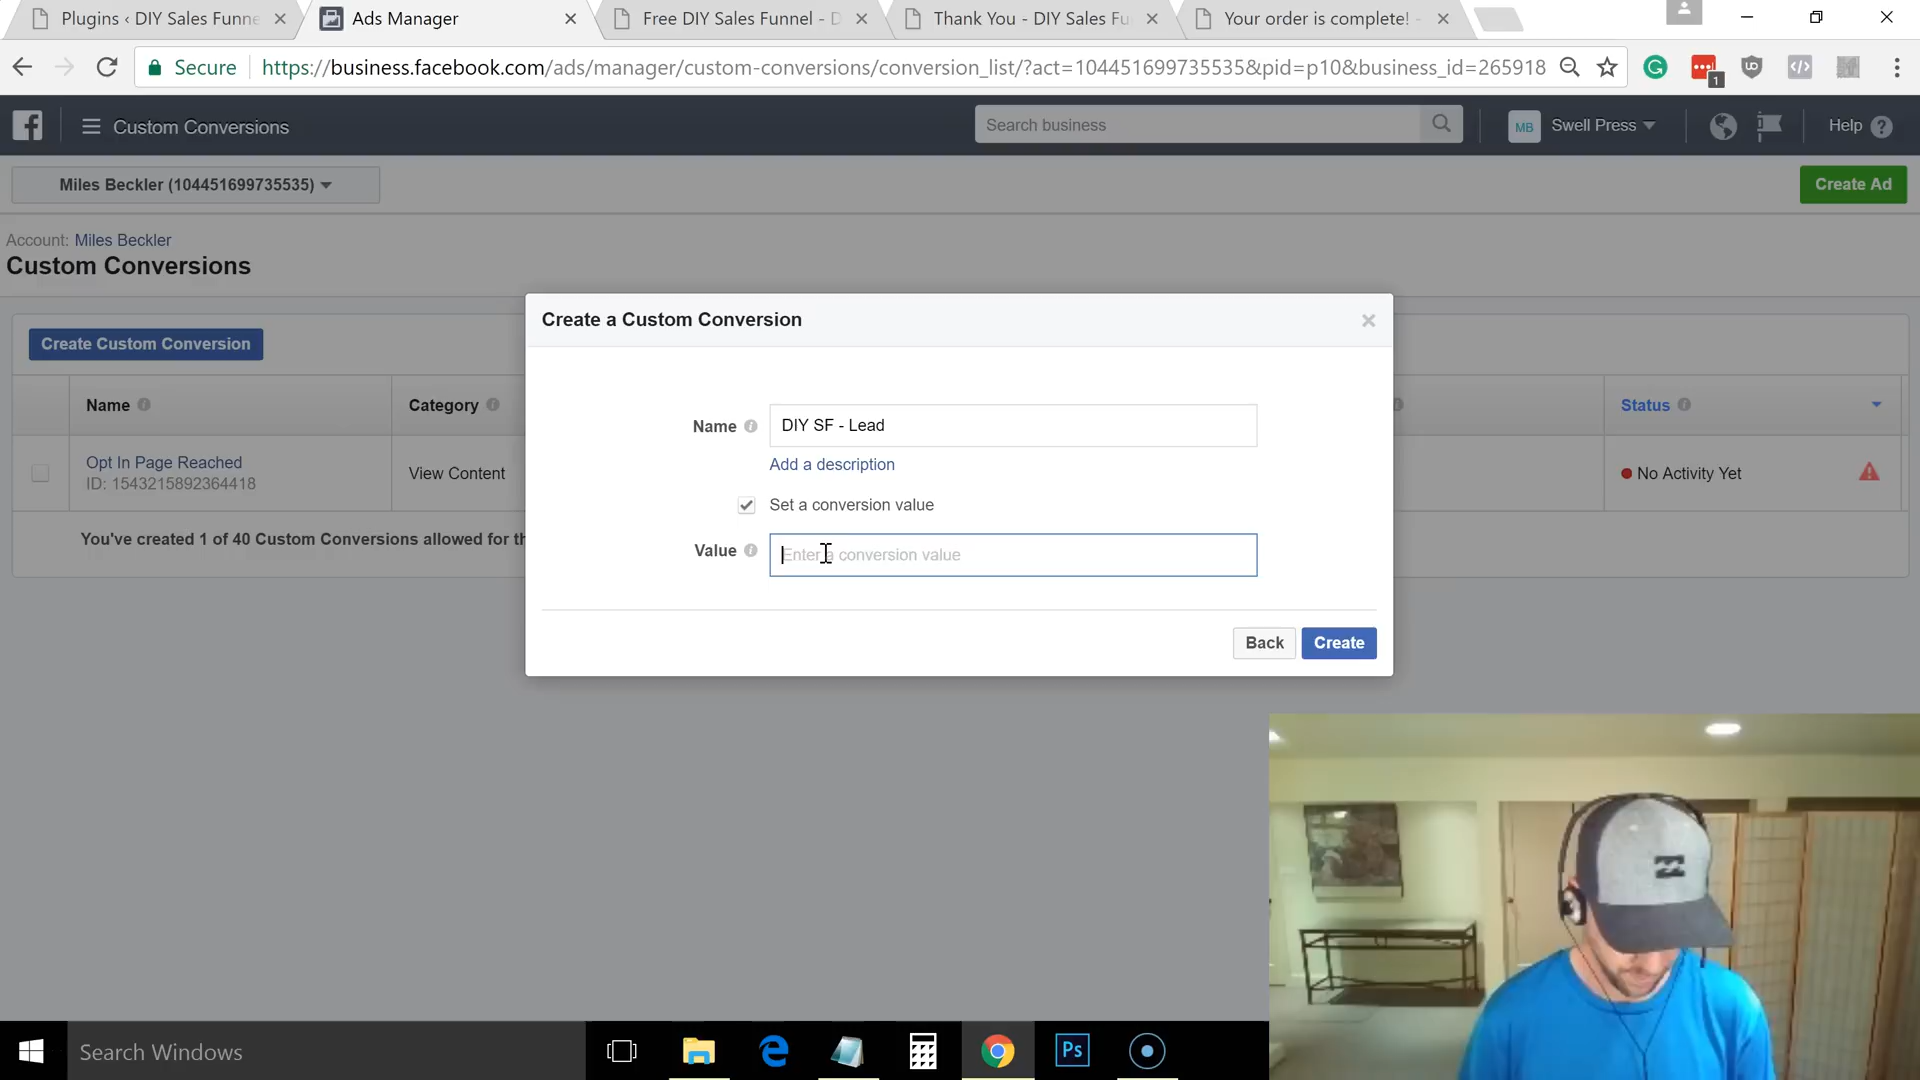 Plugins ‹ DIY Sales Funne
Ads Manager
Free DIY Sales Funnel - D
Thank You - DIY Sales Fu
Your order is complete! -
Secure
https://business.facebook.com/ads/manager/custom-conversions/conversion_list/?act=104451699735535&pid=p10&business_id=265918
1
Custom Conversions
Search business
MB
Swell Press
Help
Miles Beckler (104451699735535)
Create Ad
Account: Miles Beckler
Custom Conversions
Create Custom Conversion
Name
Category
Status
Opt In Page Reached
ID: 1543215892364418
View Content
No Activity Yet
You've created 1 of 40 Custom Conversions allowed for th
Create a Custom Conversion
Name
DIY SF - Lead
Add a description
Set a conversion value
Value
Enter a conversion value
Back
Create
Search Windows
Ps